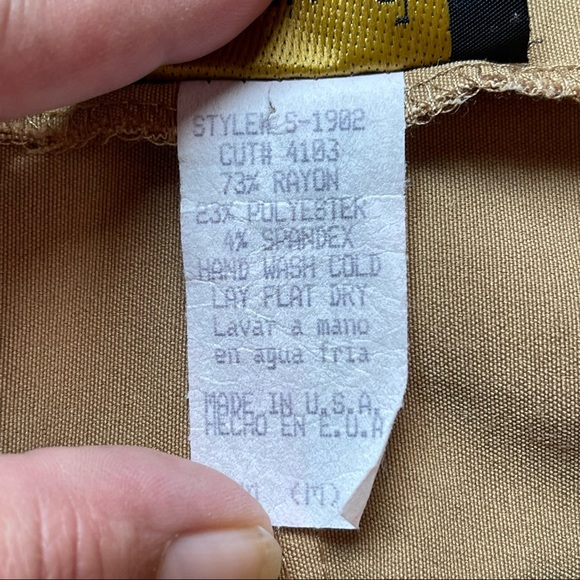 STYLE# 5-1902
CUT# 4103
73% RAYON
23% POLYESTER
4% SPANDEX
HAND WASH COLD
LAY FLAT DRY
Lavar a mano
en agua fria
MADE IN U.S.A.
HECHO EN E.U.A
(M)